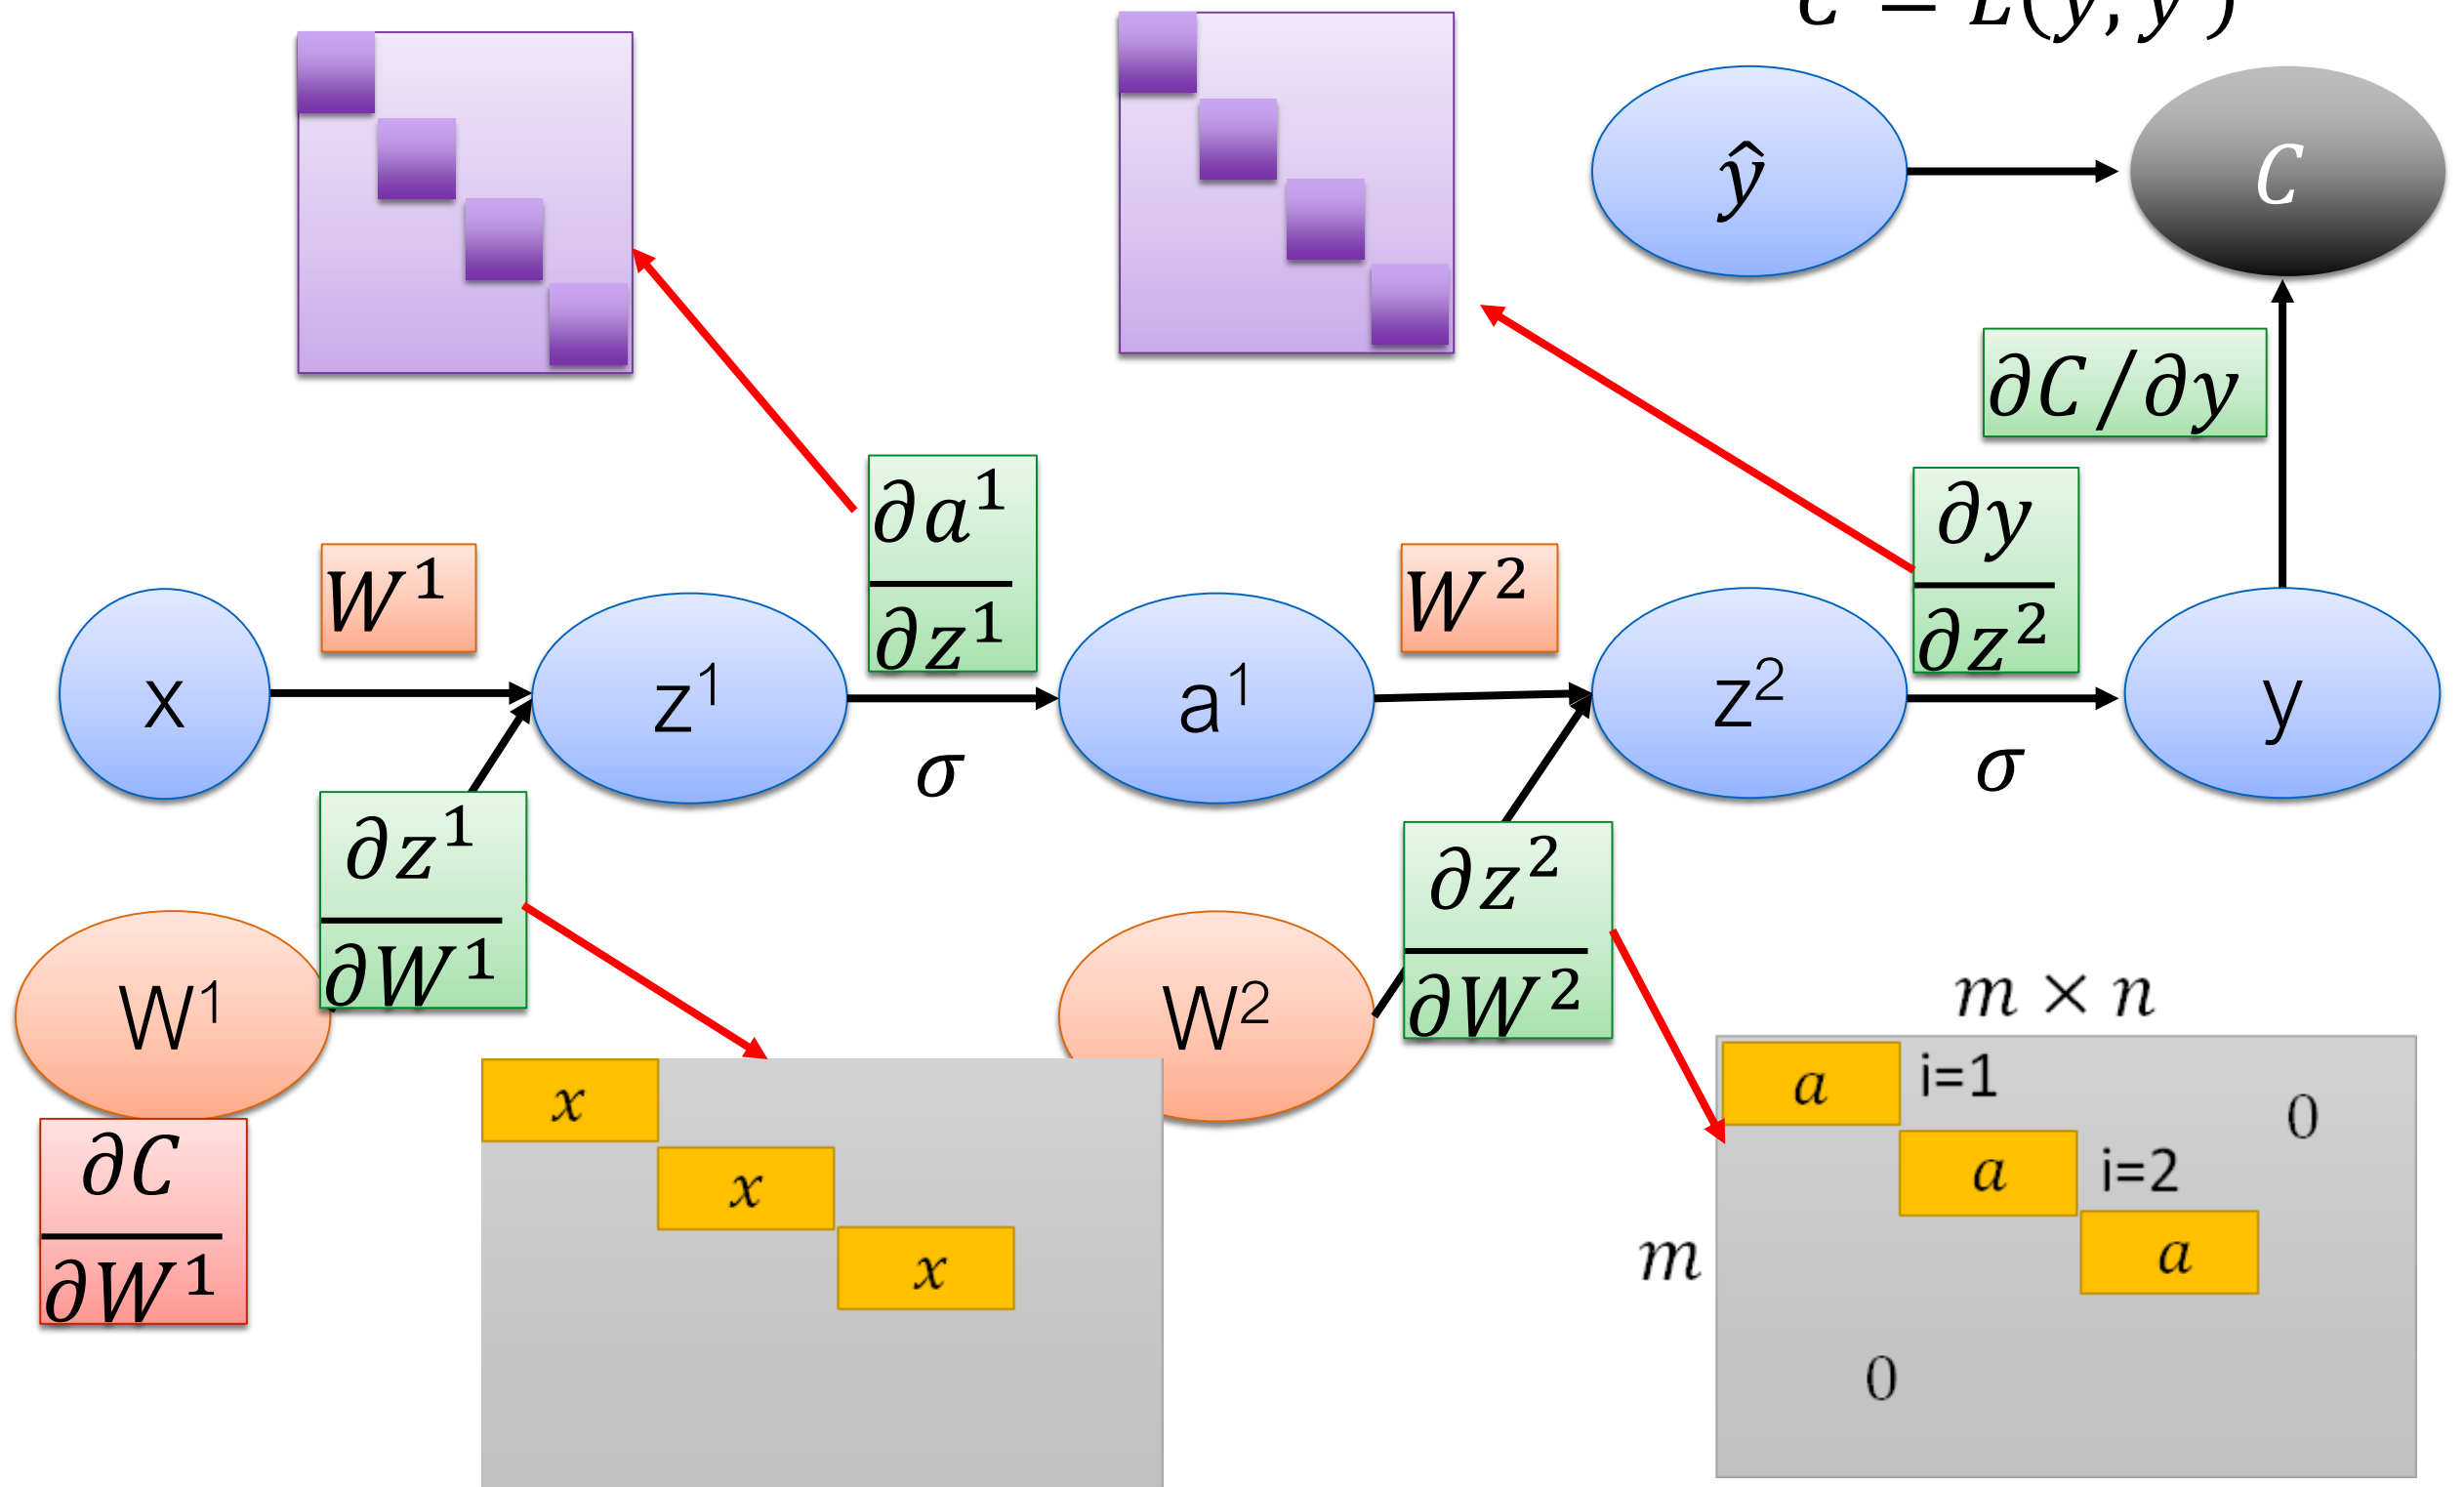 C = L(y, ŷ)
ŷ
C
∂C/∂y
∂a¹
∂z¹
∂y
∂z²
W¹
W²
x
z¹
a¹
z²
y
σ
σ
∂z¹
∂W¹
∂z²
∂W²
W¹
W²
∂C
∂W¹
m × n
x
x
x
a
i=1
0
a
i=2
m
a
0